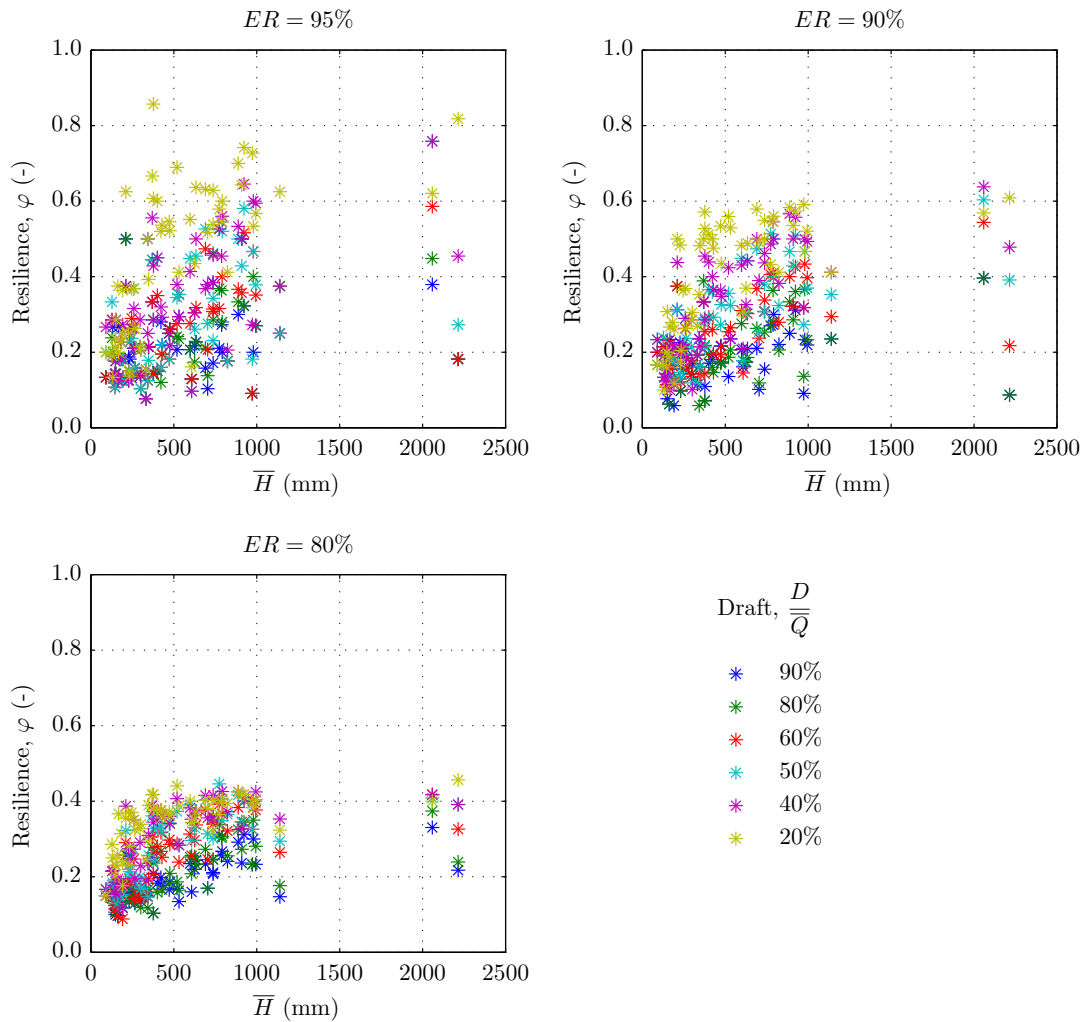 ER = 95%
1.0
0.8
0.6
0.4
0.2
0.0
Resilience, φ (-)
0 500 1000 1500 2000 2500
H̅ (mm)
ER = 90%
1.0
0.8
0.6
0.4
0.2
0.0
Resilience, φ (-)
0 500 1000 1500 2000 2500
H̅ (mm)
ER = 80%
1.0
0.8
0.6
0.4
0.2
0.0
Resilience, φ (-)
0 500 1000 1500 2000 2500
H̅ (mm)
Draft, D/Q̅
90%
80%
60%
50%
40%
20%